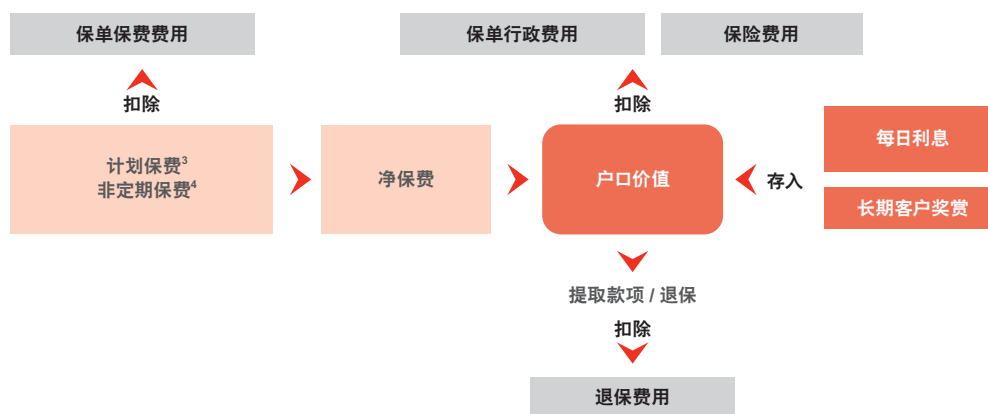 保单保费费用
保单行政费用
保险费用
扣除
扣除
计划保费3
非定期保费4
净保费
户口价值
存入
每日利息
长期客户奖赏
提取款项 / 退保
扣除
退保费用